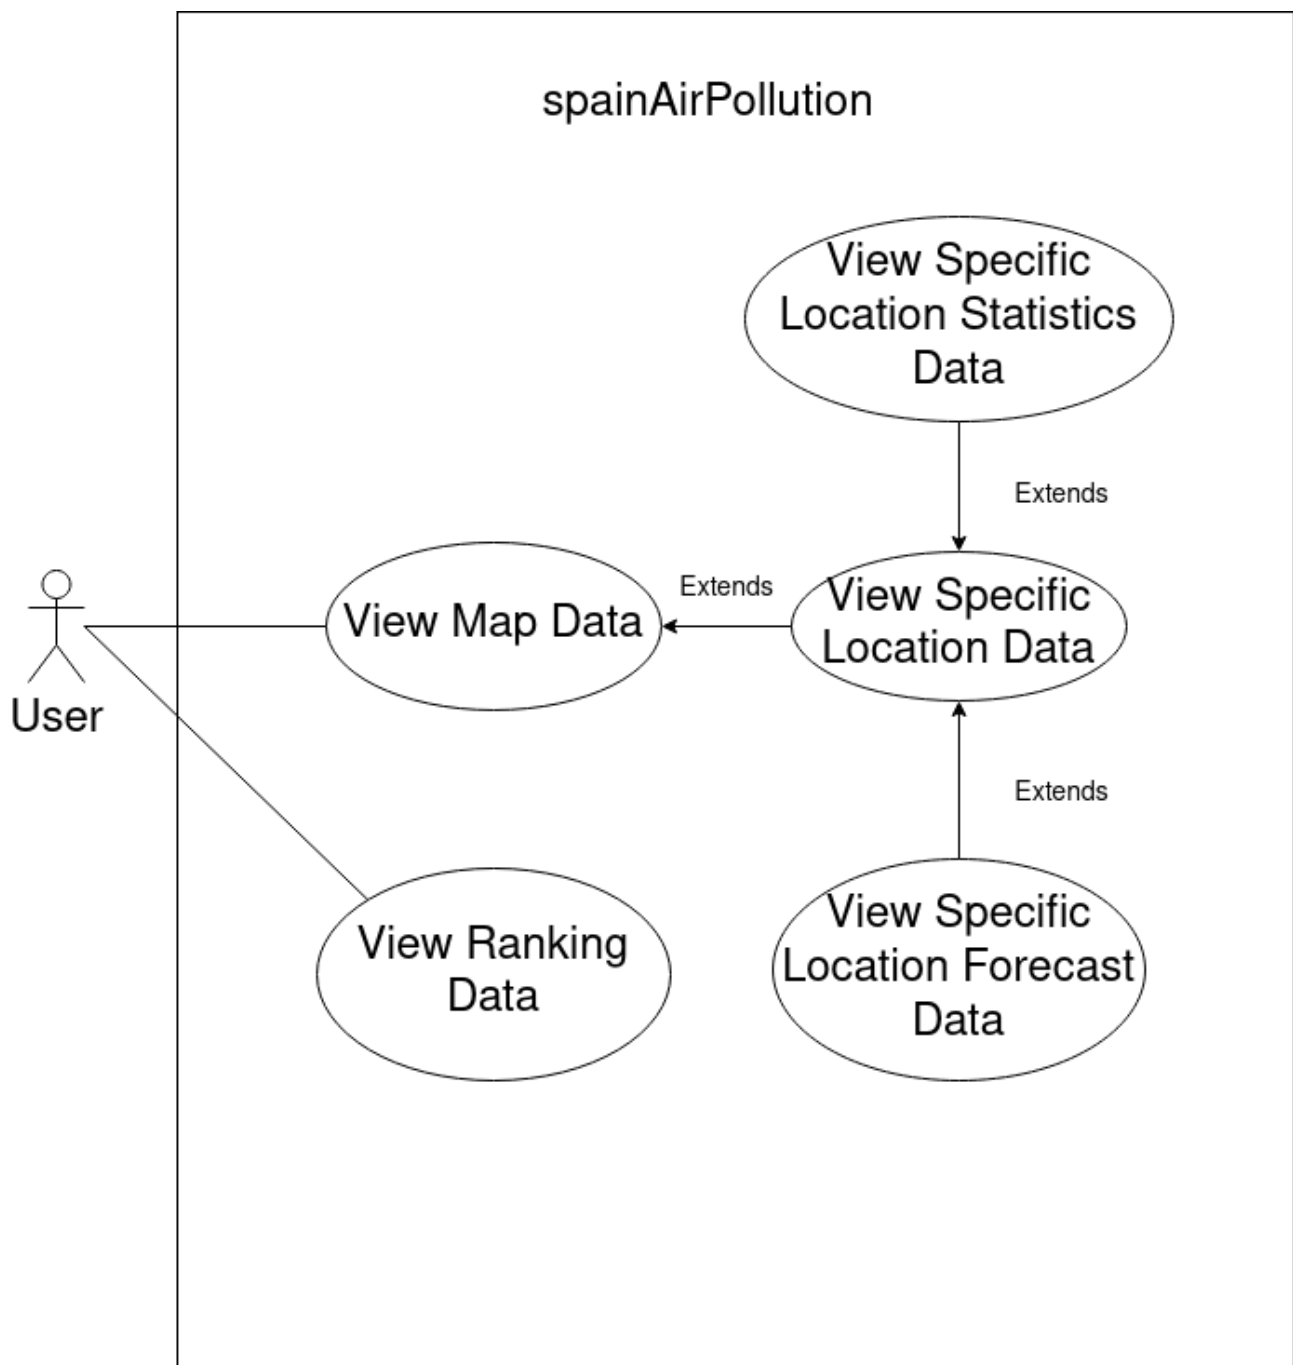 spainAirPollution
View Specific
Location Statistics
Data
Extends
View Map Data
Extends
View Specific
Location Data
User
Extends
View Ranking
Data
View Specific
Location Forecast
Data